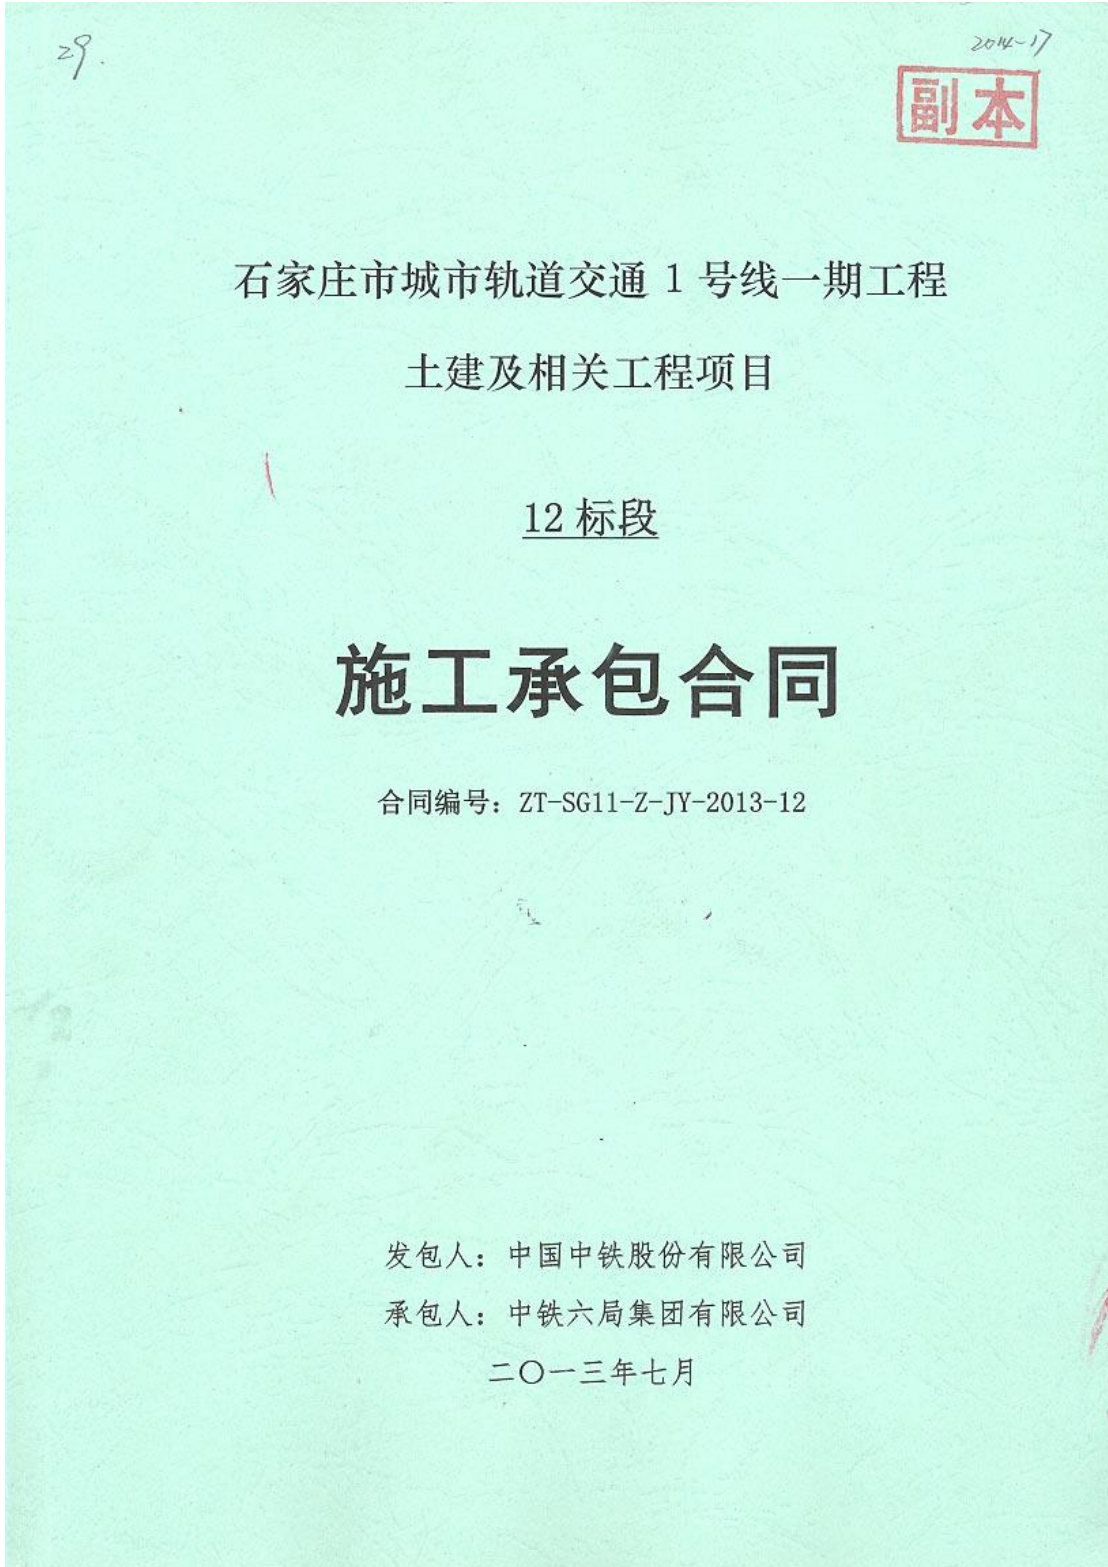 29.
2014-17
副本
石家庄市城市轨道交通 1 号线一期工程
土建及相关工程项目
12 标段
施工承包合同
合同编号：ZT-SG11-Z-JY-2013-12
发包人：中国中铁股份有限公司
承包人：中铁六局集团有限公司
二〇一三年七月